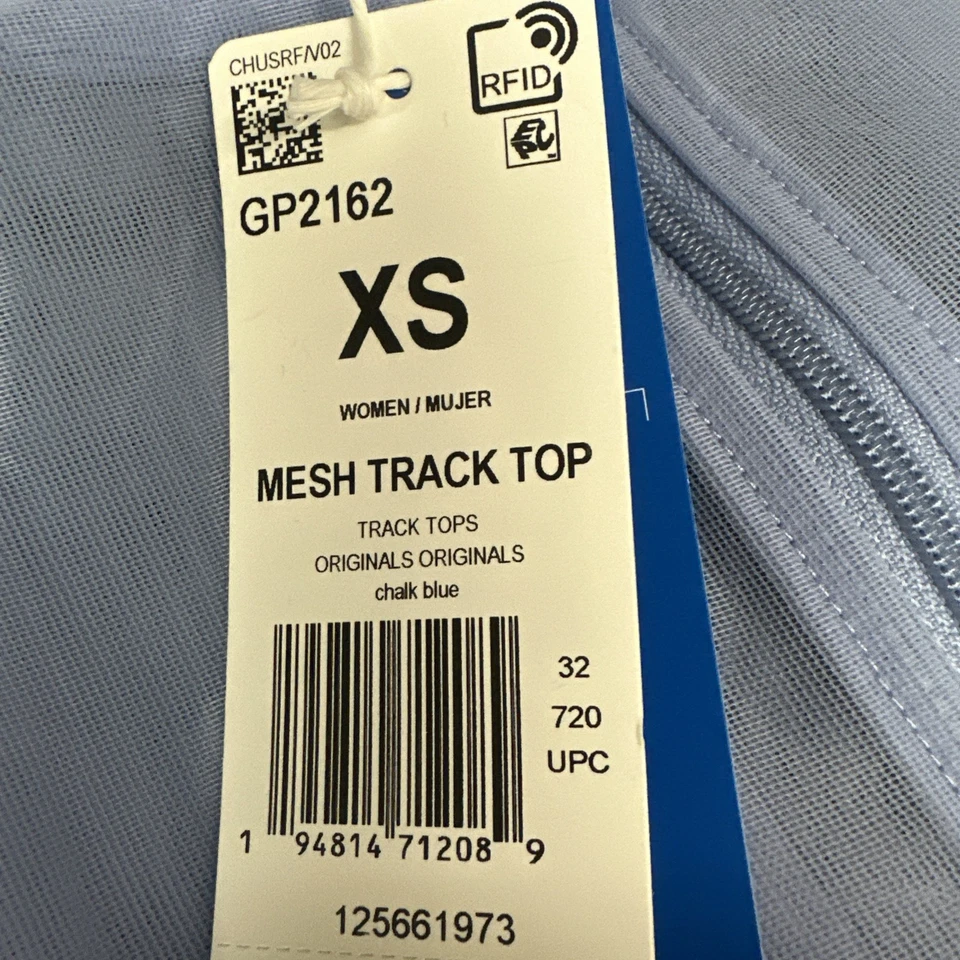 CHUSRF/V02
RFID
EPC
GP2162
XS
WOMEN / MUJER
MESH TRACK TOP
TRACK TOPS
ORIGINALS ORIGINALS
chalk blue
32
720
UPC
1 94814 71208 9
125661973